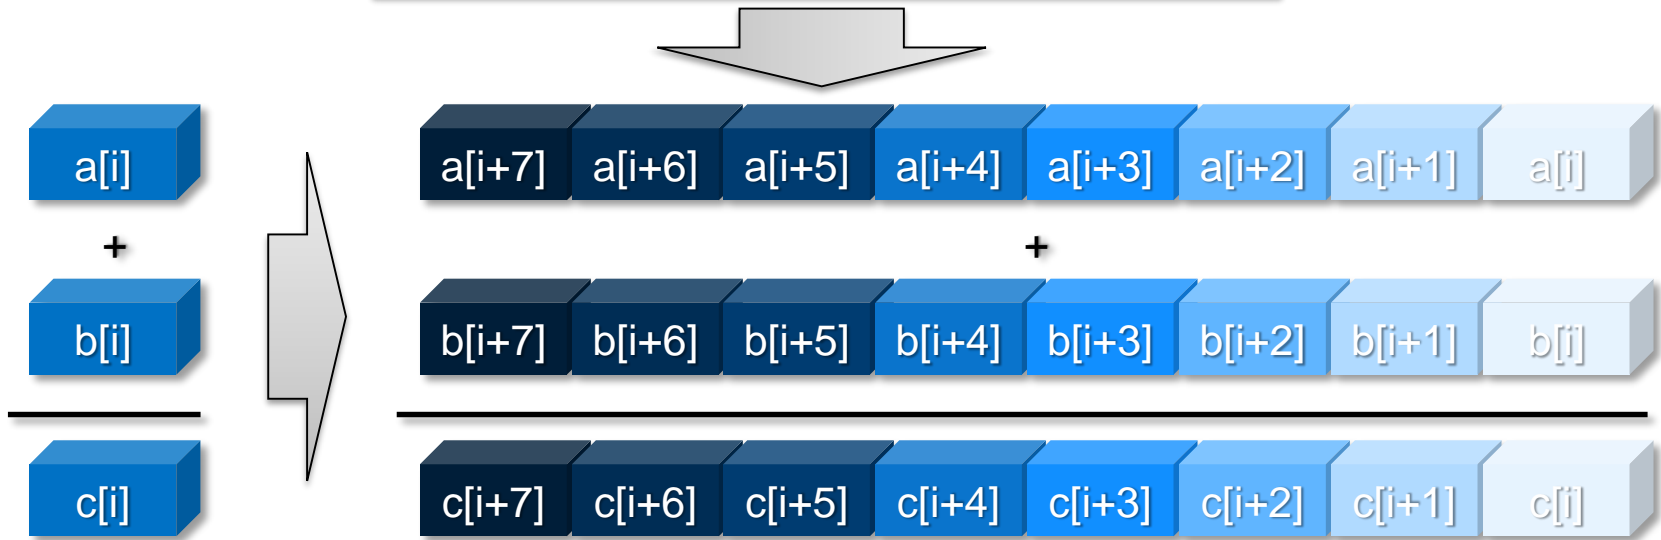 a[i] a[i+7] a[i+6] a[i+5] a[i+4] a[i+3] a[i+2] a[i+1] a[i]
+ +
b[i] b[i+7] b[i+6] b[i+5] b[i+4] b[i+3] b[i+2] b[i+1] b[i]
c[i] c[i+7] c[i+6] c[i+5] c[i+4] c[i+3] c[i+2] c[i+1] c[i]